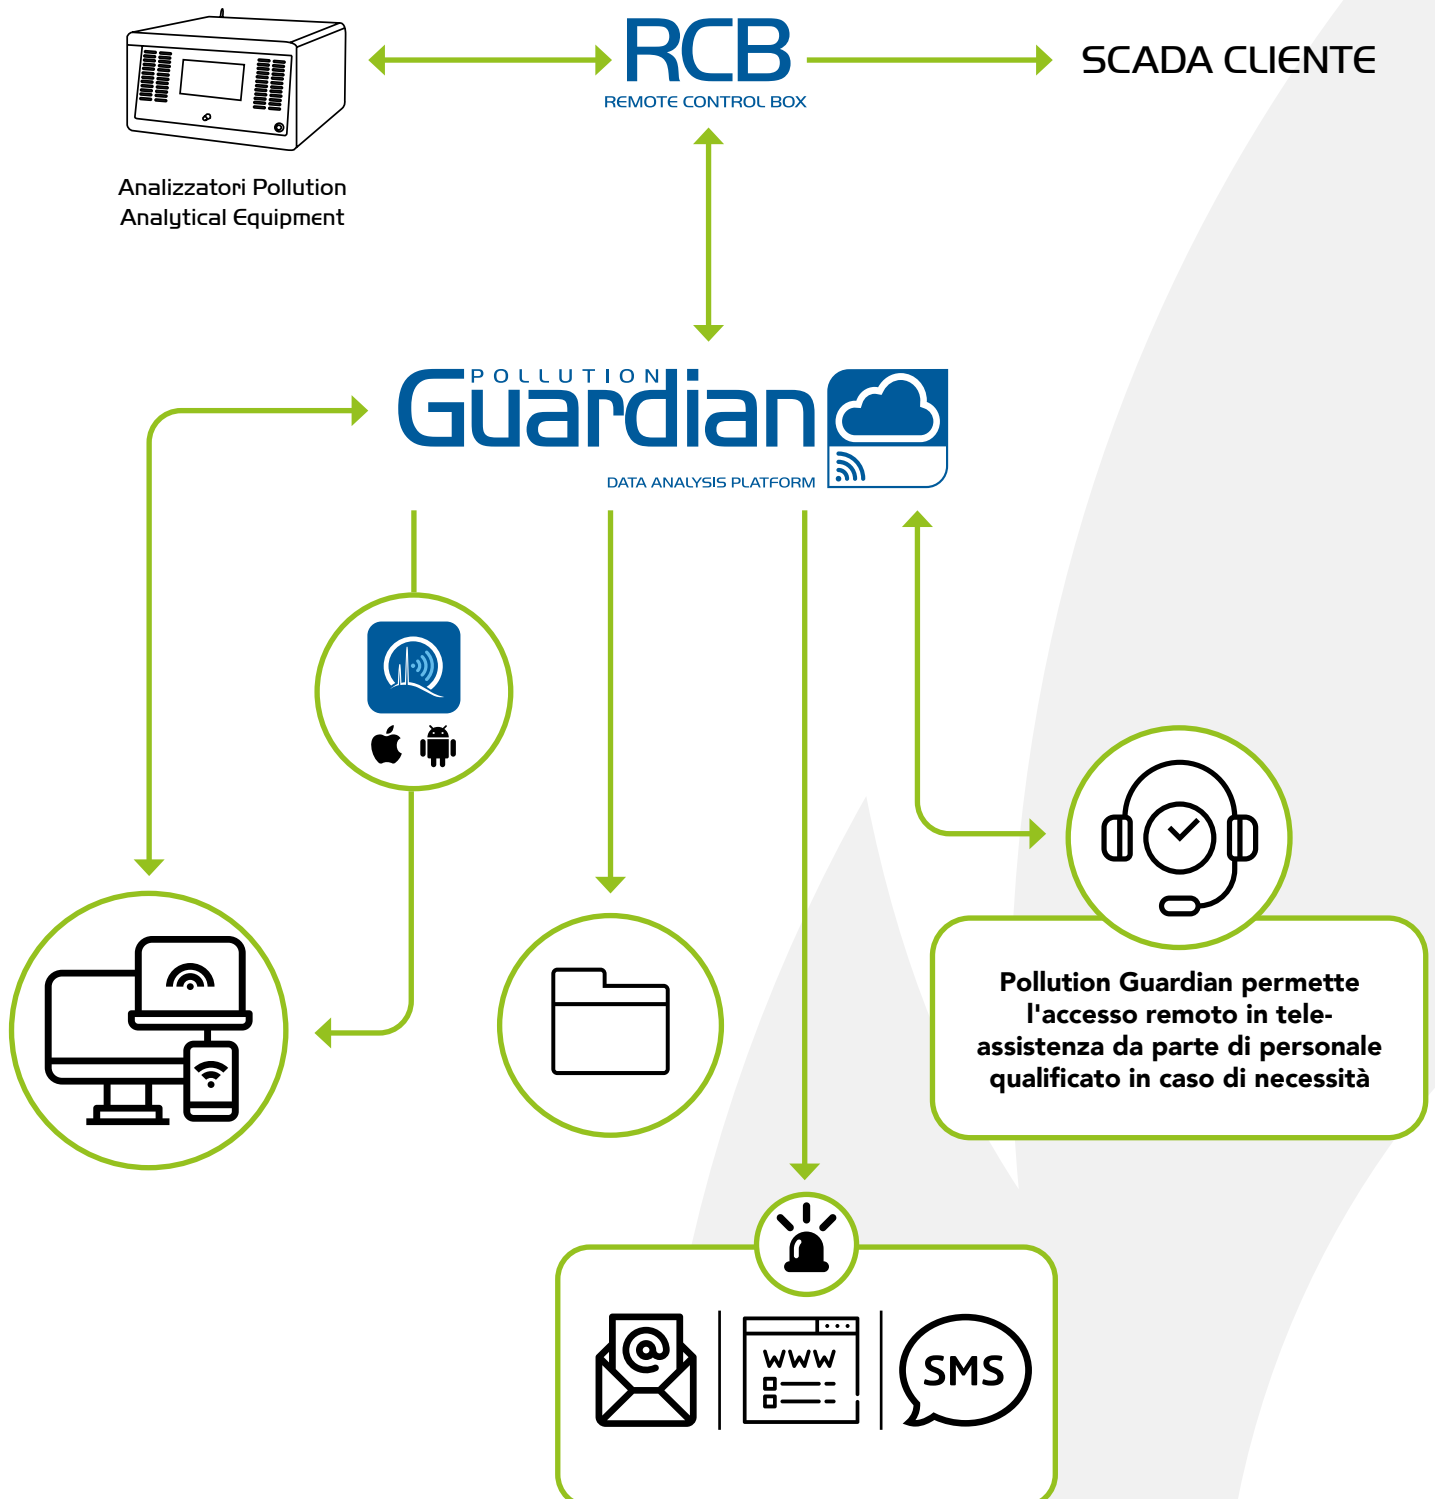 RCB
REMOTE CONTROL BOX
SCADA CLIENTE
Analizzatori Pollution
Analytical Equipment
POLLUTION
Guardian
DATA ANALYSIS PLATFORM
Pollution Guardian permette
l'accesso remoto in tele-
assistenza da parte di personale
qualificato in caso di necessità
@
WWW
SMS